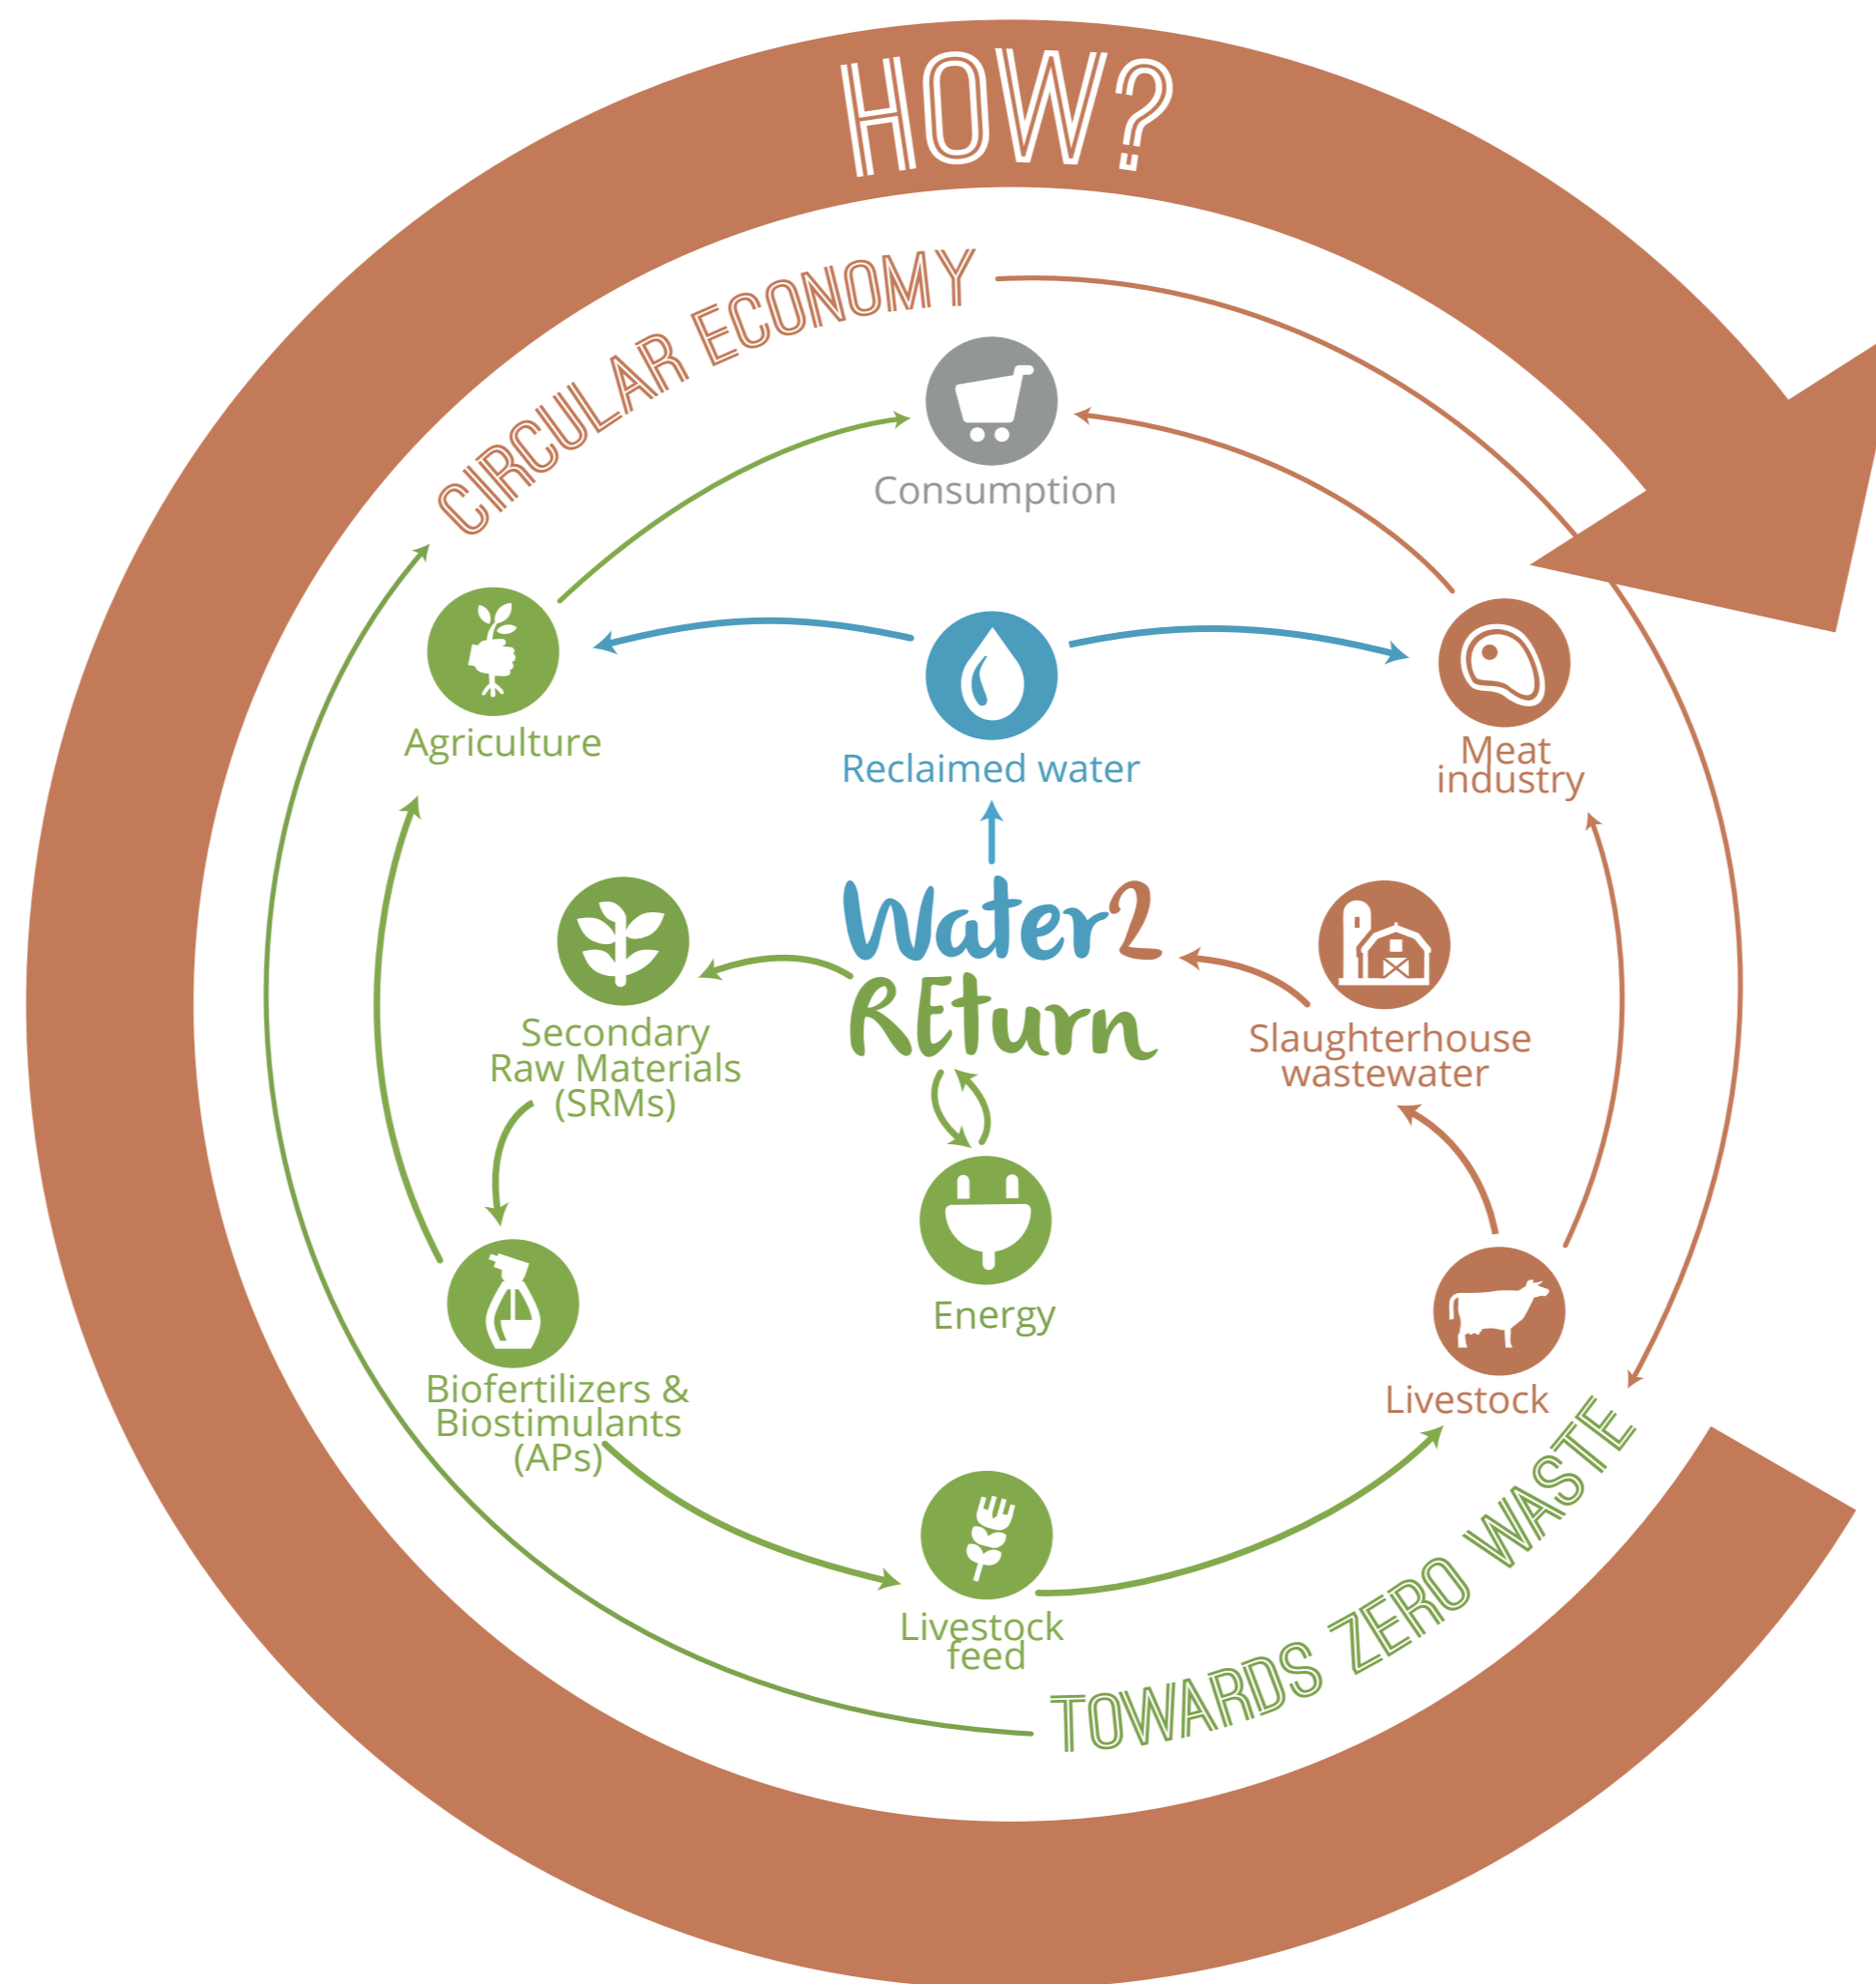 HOW?
CIRCULAR ECONOMY
Consumption
Agriculture
Reclaimed water
Meat
industry
Water2
REturn
Secondary
Raw Materials
(SRMs)
Slaughterhouse
wastewater
Energy
Biofertilizers &
Biostimulants
(APs)
Livestock
Livestock
feed
TOWARDS ZERO WASTE